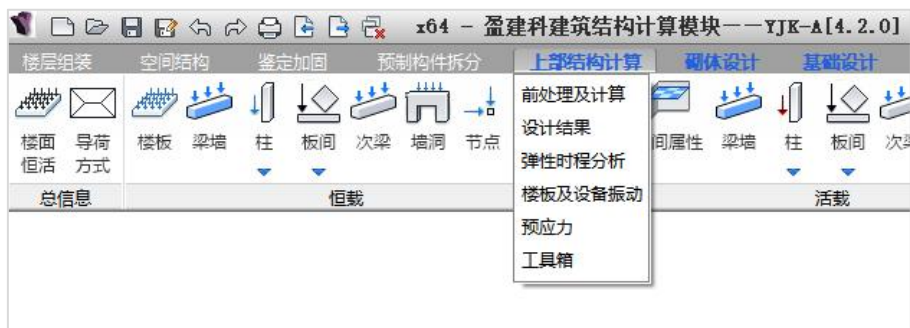 x64 - 盈建科建筑结构计算模块——YJK-A[4.2.0]
楼层组装 空间结构 鉴定加固 预制构件拆分 上部结构计算 砌体设计 基础设计
前处理及计算
设计结果
弹性时程分析
楼板及设备振动
预应力
工具箱
楼面恒活 导荷方式 楼板 梁墙 柱 板间 次梁 墙洞 节点 间属性 梁墙 柱 板间 次
总信息 恒载 活载